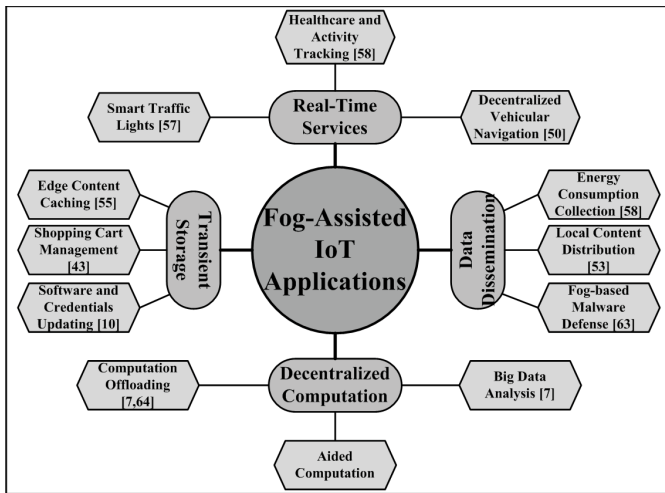 Healthcare and
Activity
Tracking [58]
Smart Traffic
Lights [57]
Real-Time
Services
Decentralized
Vehicular
Navigation [50]
Edge Content
Caching [55]
Shopping Cart
Management
[43]
Software and
Credentials
Updating [10]
Transient
Storage
Fog-Assisted
IoT
Applications
Data
Dissemination
Energy
Consumption
Collection [58]
Local Content
Distribution
[53]
Fog-based
Malware
Defense [63]
Computation
Offloading
[7,64]
Decentralized
Computation
Big Data
Analysis [7]
Aided
Computation